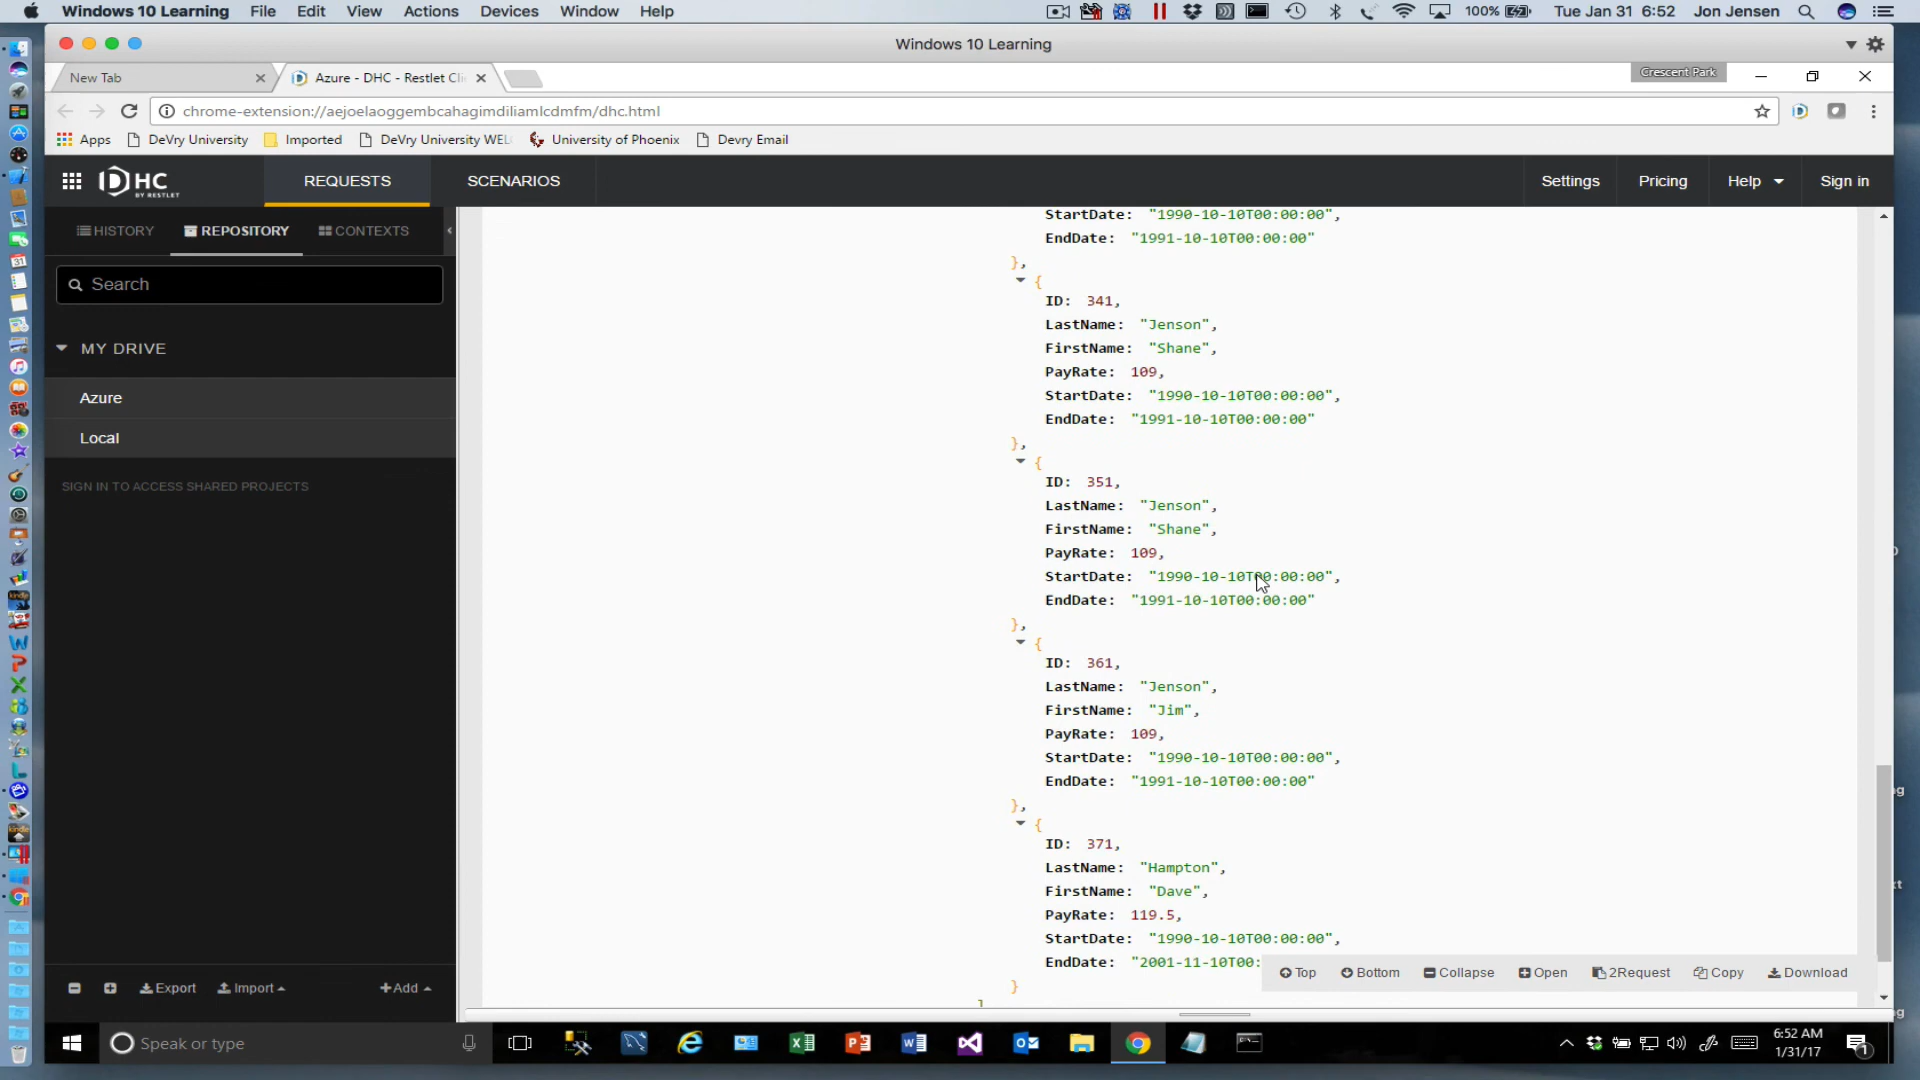 Windows 10 Learning File Edit View Actions Devices Window Help 100% Tue Jan 31 6:52 Jon Jensen
Windows 10 Learning
New Tab Azure - DHC - Restlet Cli Crescent Park
chrome-extension://aejoelaoggembcahagimdiliamlcdmfm/dhc.html
Apps DeVry University Imported DeVry University WEL University of Phoenix Devry Email
DHC BY RESTLET REQUESTS SCENARIOS Settings Pricing Help Sign in
HISTORY REPOSITORY CONTEXTS
Search
MY DRIVE
Azure
Local
SIGN IN TO ACCESS SHARED PROJECTS
StartDate: "1990-10-10T00:00:00",
EndDate: "1991-10-10T00:00:00"
},
{
ID: 341,
LastName: "Jenson",
FirstName: "Shane",
PayRate: 109,
StartDate: "1990-10-10T00:00:00",
EndDate: "1991-10-10T00:00:00"
},
{
ID: 351,
LastName: "Jenson",
FirstName: "Shane",
PayRate: 109,
StartDate: "1990-10-10T00:00:00",
EndDate: "1991-10-10T00:00:00"
},
{
ID: 361,
LastName: "Jenson",
FirstName: "Jim",
PayRate: 109,
StartDate: "1990-10-10T00:00:00",
EndDate: "1991-10-10T00:00:00"
},
{
ID: 371,
LastName: "Hampton",
FirstName: "Dave",
PayRate: 119.5,
StartDate: "1990-10-10T00:00:00",
EndDate: "2001-11-10T00:
}
]
Top Bottom Collapse Open 2Request Copy Download
Export Import Add
Speak or type
6:52 AM
1/31/17
1